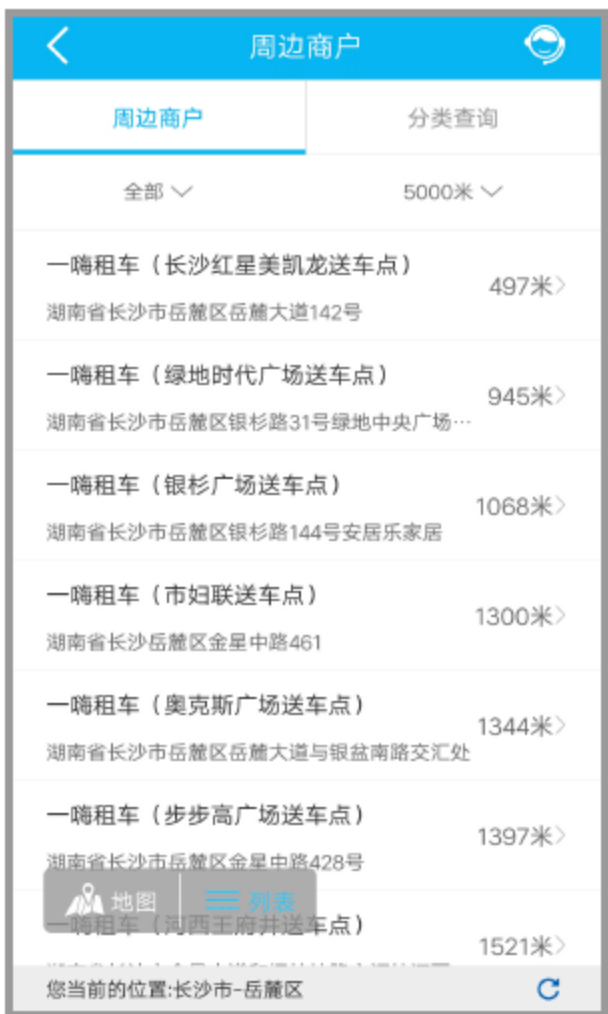 周边商户
周边商户
分类查询
全部
5000米
一嗨租车（长沙红星美凯龙送车点）
497米
湖南省长沙市岳麓区岳麓大道142号
一嗨租车（绿地时代广场送车点）
945米
湖南省长沙市岳麓区银杉路31号绿地中央广场…
一嗨租车（银杉广场送车点）
1068米
湖南省长沙市岳麓区银杉路144号安居乐家居
一嗨租车（市妇联送车点）
1300米
湖南省长沙岳麓区金星中路461
一嗨租车（奥克斯广场送车点）
1344米
湖南省长沙市岳麓区岳麓大道与银盆南路交汇处
一嗨租车（步步高广场送车点）
1397米
湖南省长沙市岳麓区金星中路428号
地图
列表
一嗨租车（河西王府井送车点）
1521米
您当前的位置:长沙市-岳麓区